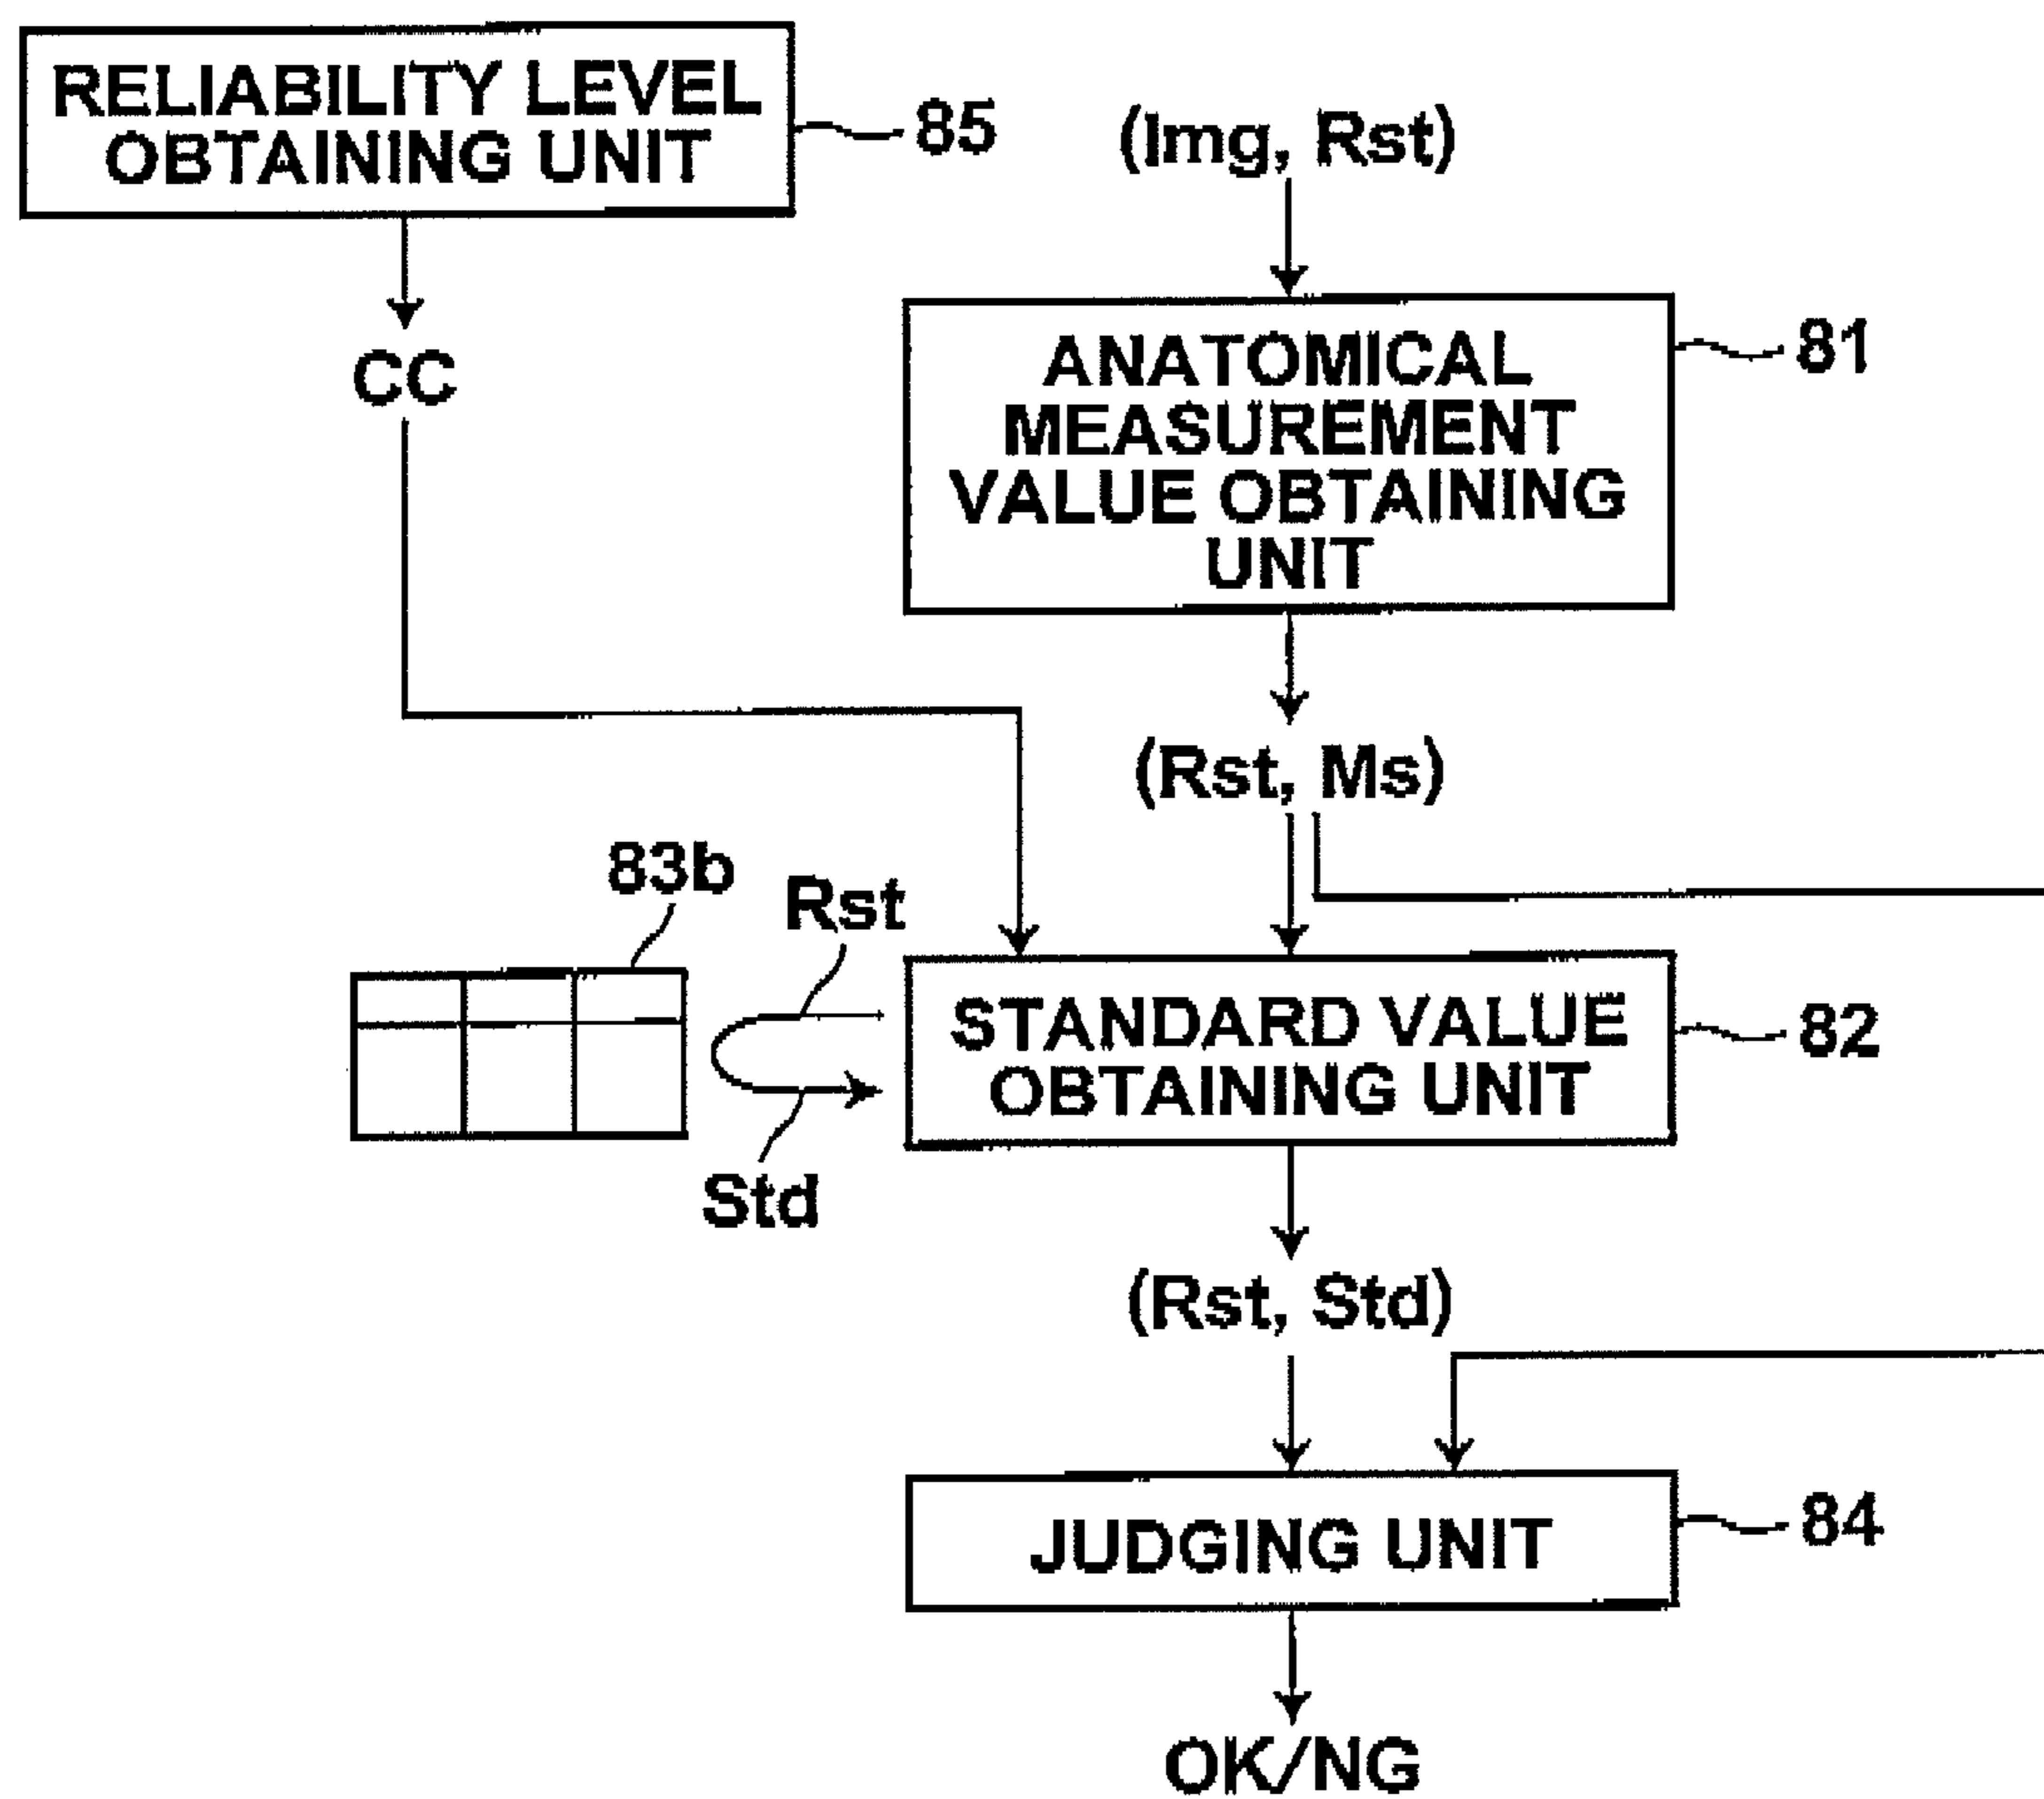 RELIABILITY LEVEL
OBTAINING UNIT
85
(Img, Rst)
ANATOMICAL
MEASUREMENT
VALUE OBTAINING
UNIT
81
CC
(Rst, Ms)
83b
Rst
STANDARD VALUE
OBTAINING UNIT
82
Std
(Rst, Std)
JUDGING UNIT
84
OK/NG